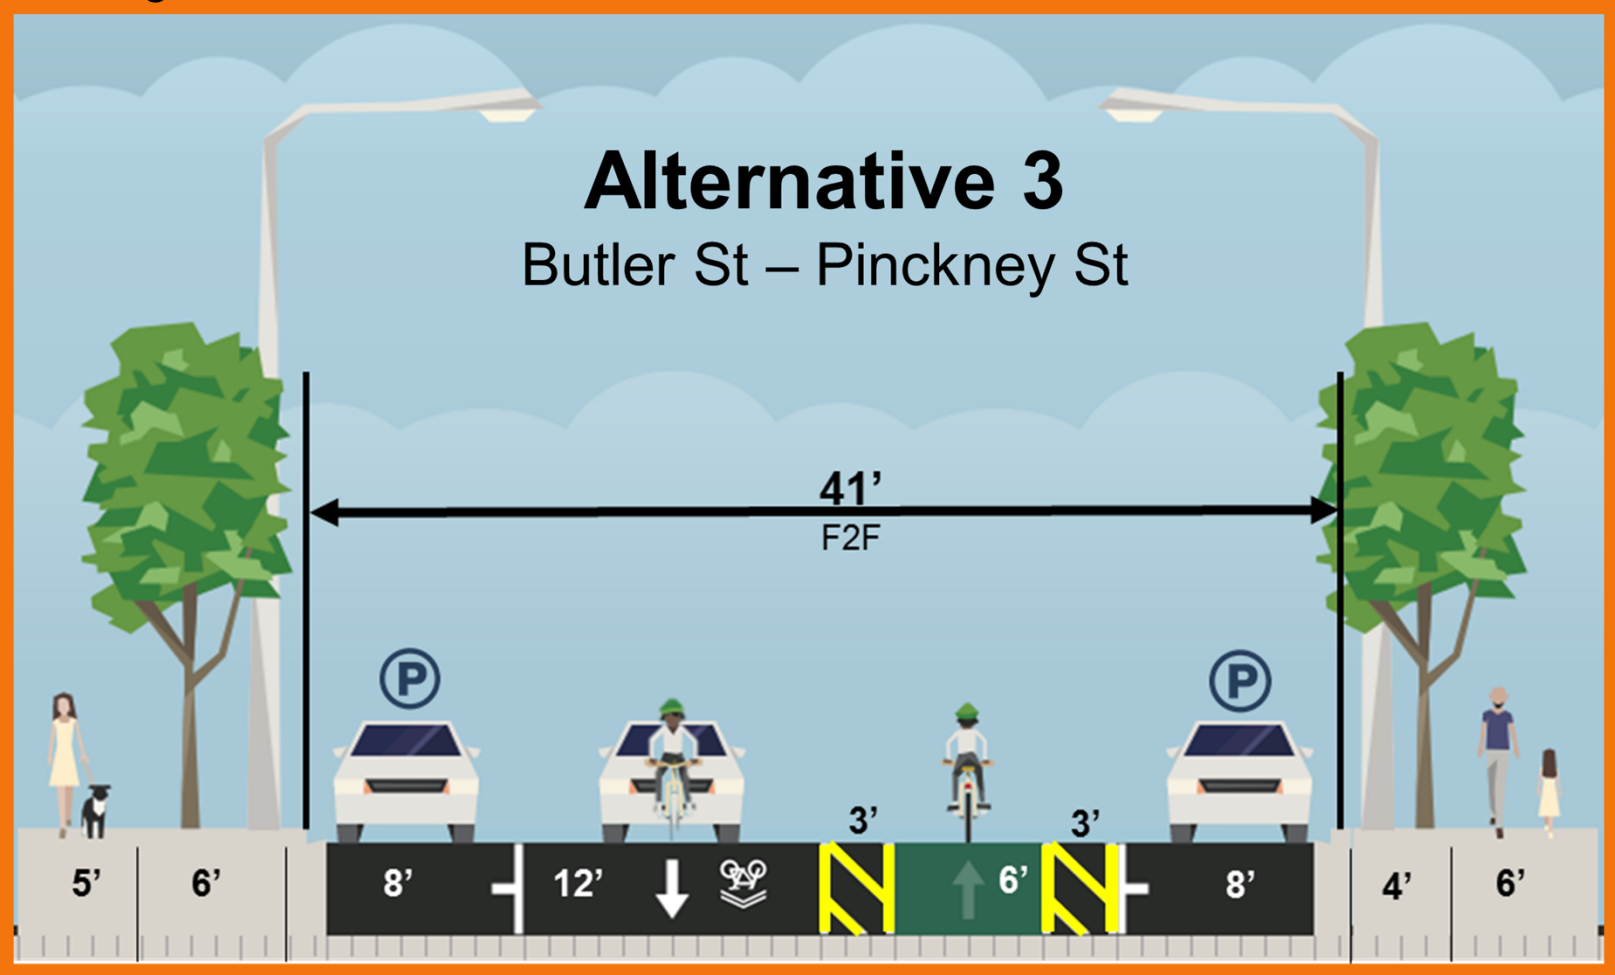 Alternative 3
Butler St – Pinckney St
41’
F2F
P
P
3’
3’
5’
6’
8’
12’
6’
8’
4’
6’